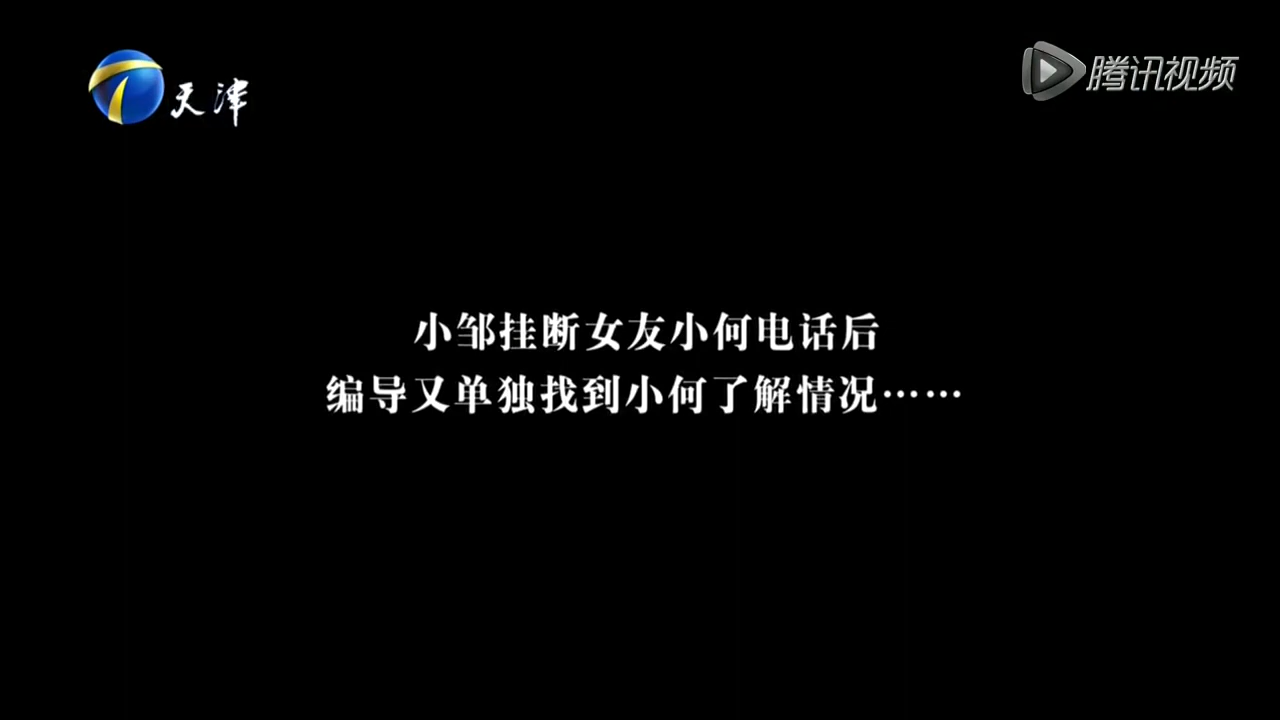 天津
腾讯视频
小邹挂断女友小何电话后
编导又单独找到小何了解情况……